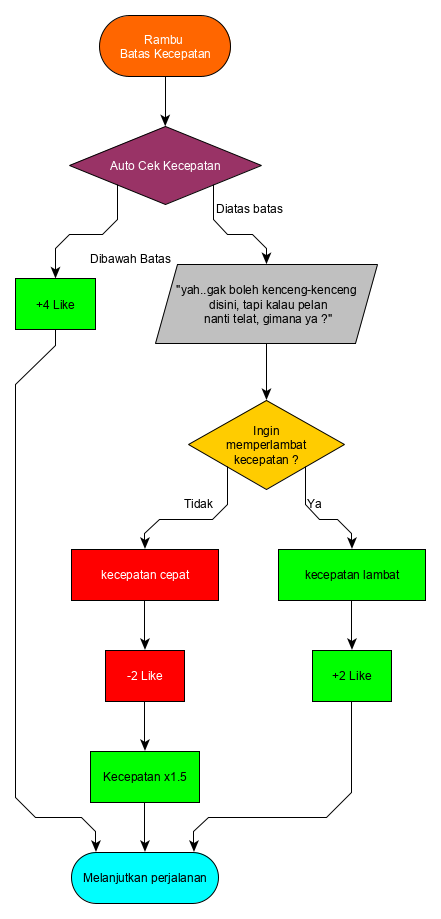 Rambu
Batas Kecepatan
Auto Cek Kecepatan
Diatas batas
Dibawah Batas
+4 Like
"yah..gak boleh kenceng-kenceng
disini, tapi kalau pelan
nanti telat, gimana ya ?"
Ingin
memperlambat
kecepatan ?
Tidak
Ya
kecepatan cepat
kecepatan lambat
-2 Like
+2 Like
Kecepatan x1.5
Melanjutkan perjalanan